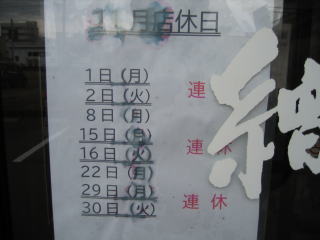 11月店休日
1日（月）
2日（火）
連
8日（月）
15日（月）
16日（火）
連休
22日（月）
29日（月）
30日（火）
連休